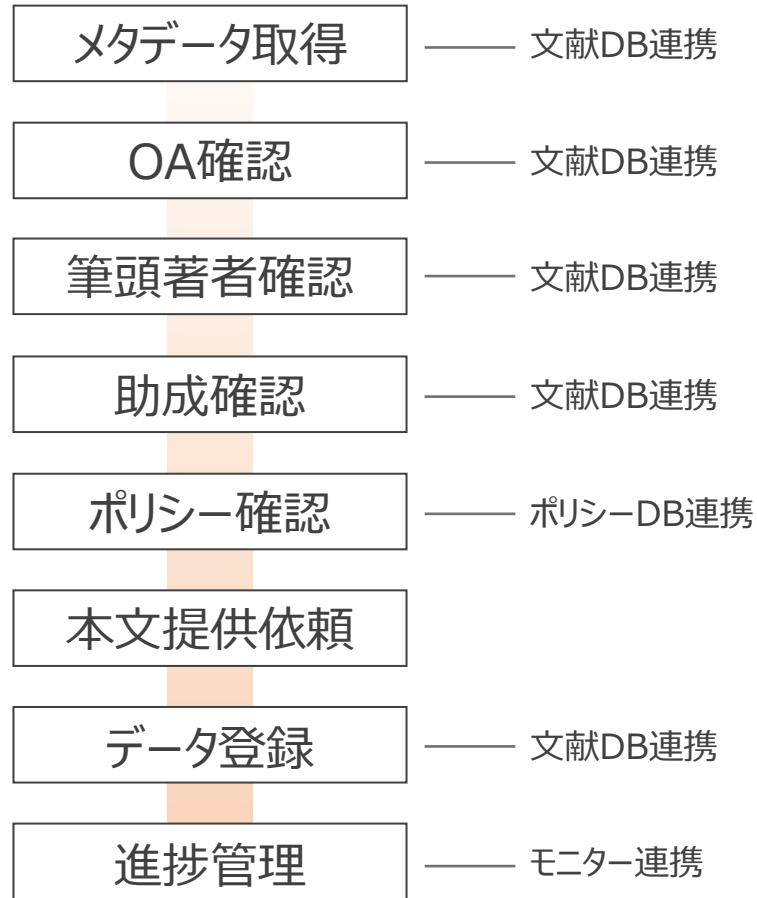 メタデータ取得 文献DB連携
OA確認 文献DB連携
筆頭著者確認 文献DB連携
助成確認 文献DB連携
ポリシー確認 ポリシーDB連携
本文提供依頼
データ登録 文献DB連携
進捗管理 モニター連携